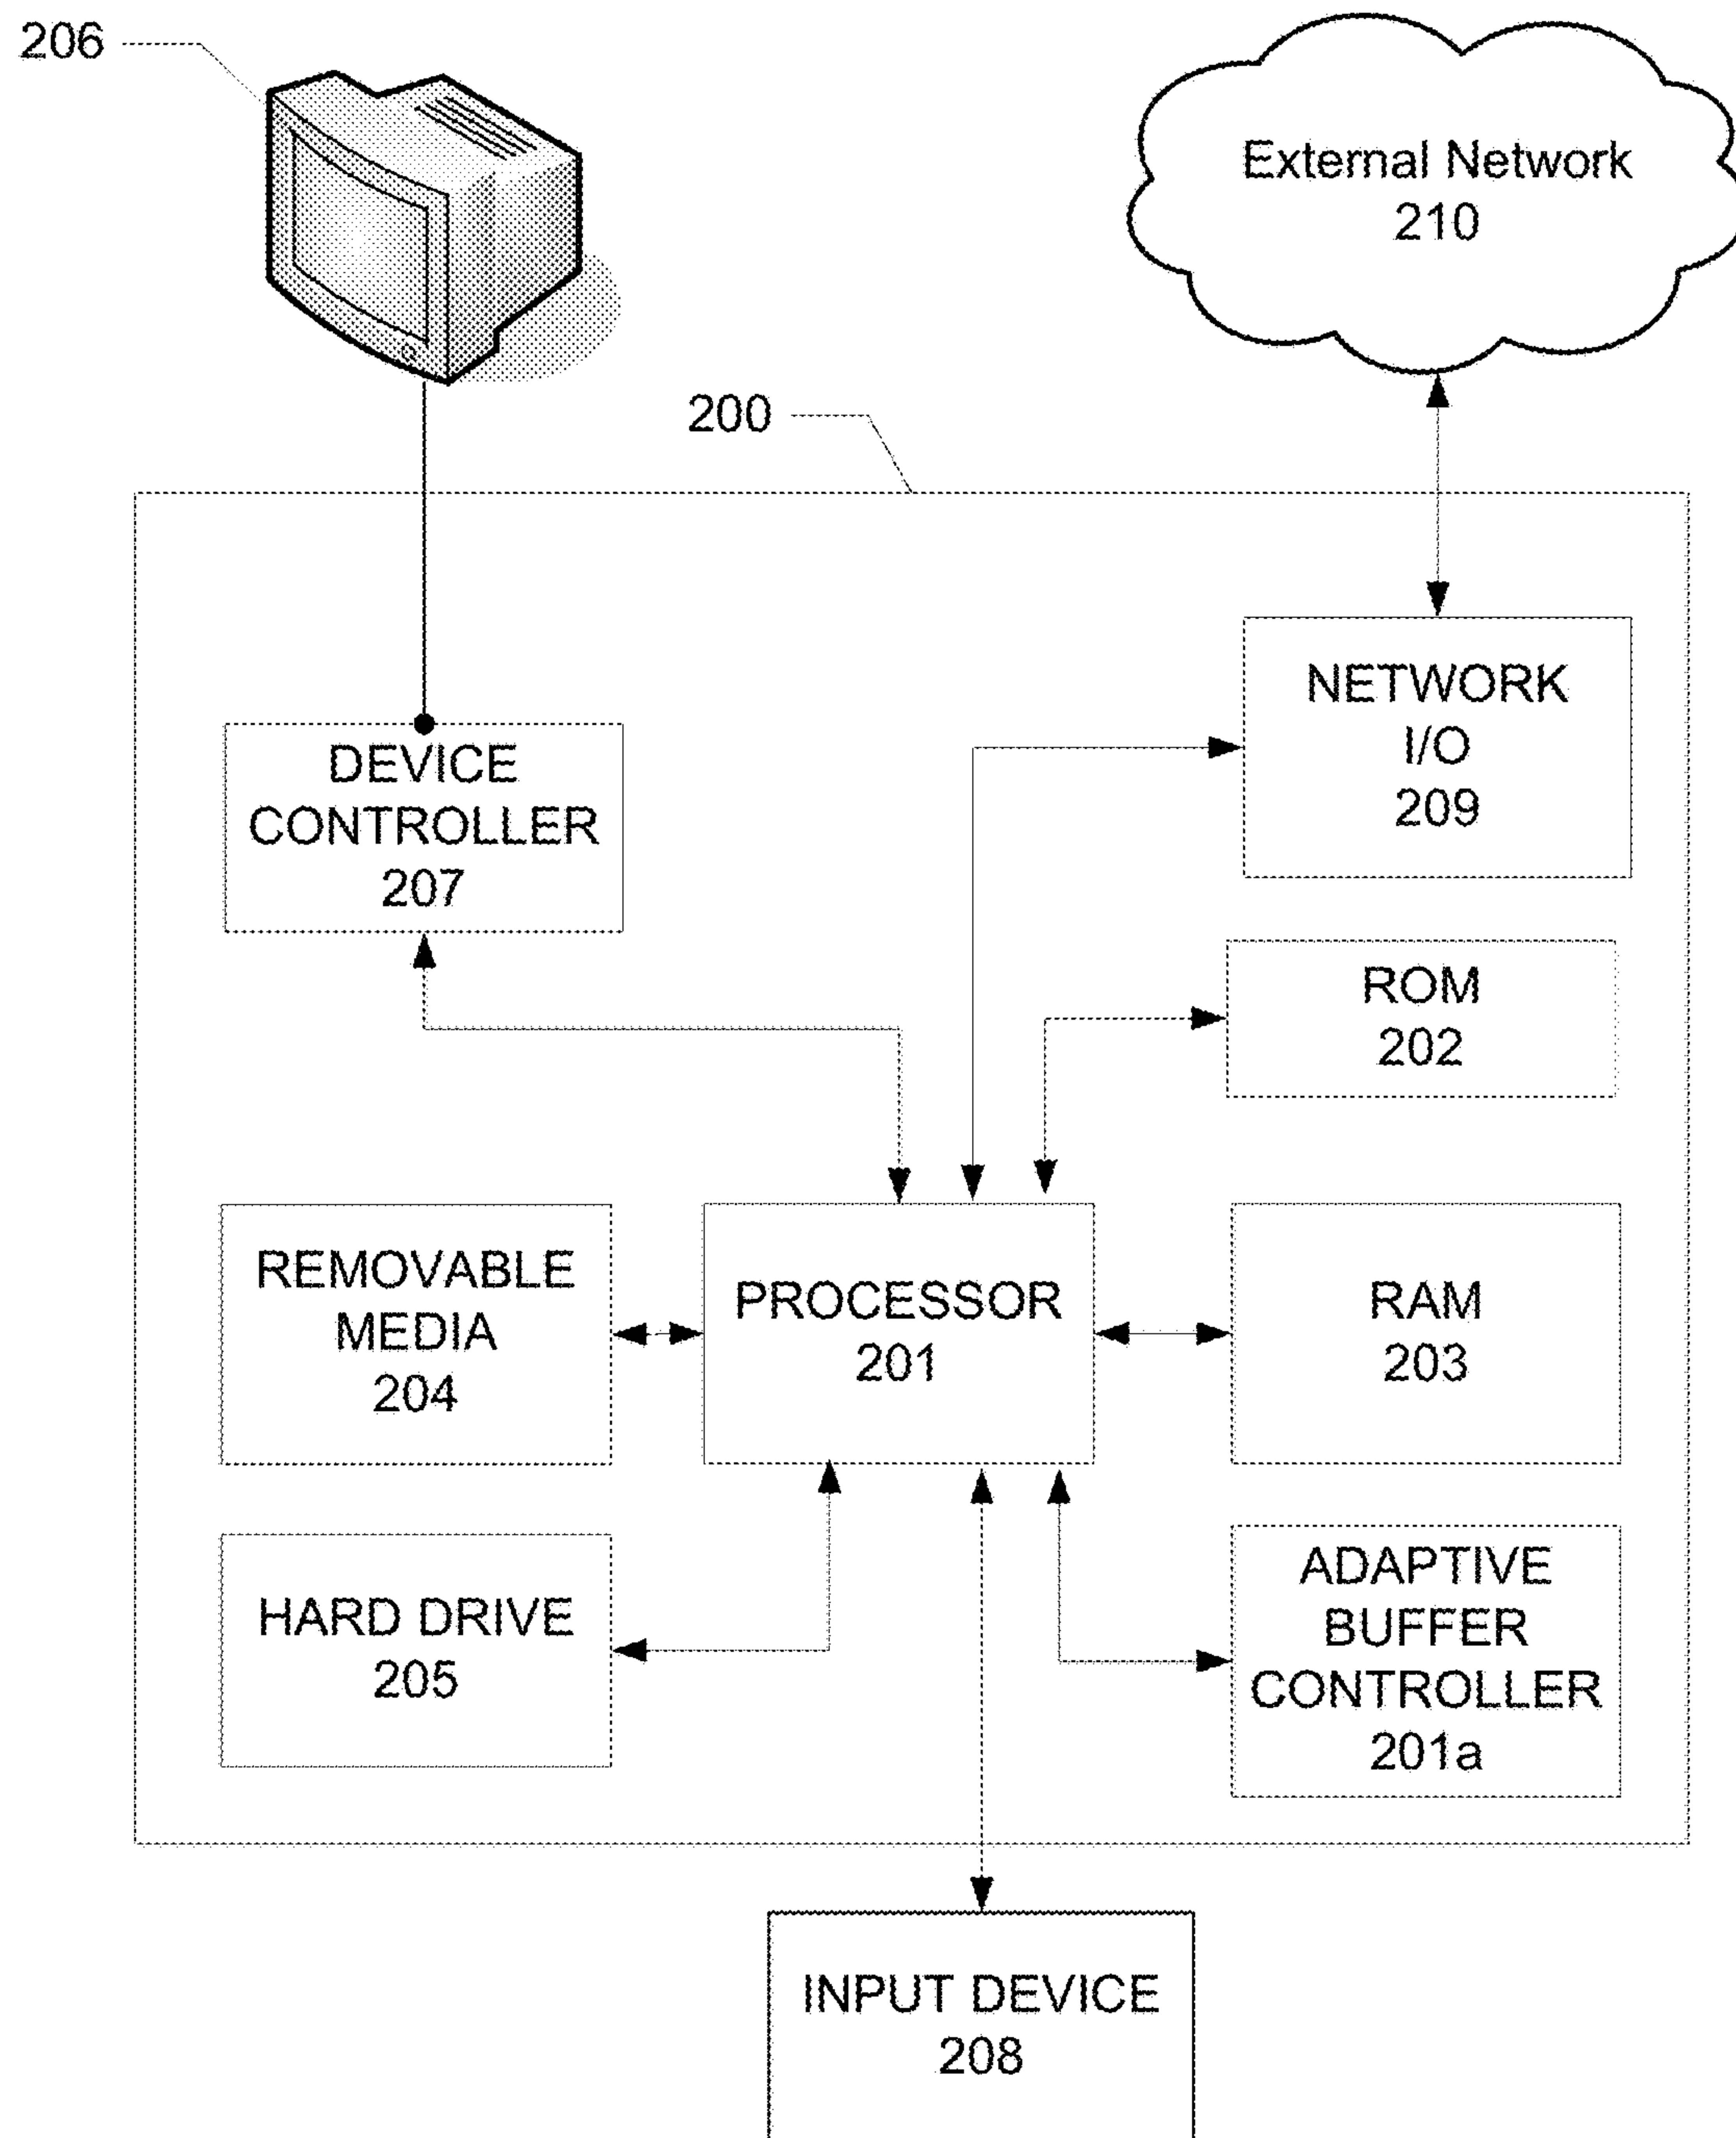 206
External Network
210
200
NETWORK
I/O
209
DEVICE
CONTROLLER
207
ROM
202
REMOVABLE
MEDIA
204
PROCESSOR
201
RAM
203
HARD DRIVE
205
ADAPTIVE
BUFFER
CONTROLLER
201a
INPUT DEVICE
208